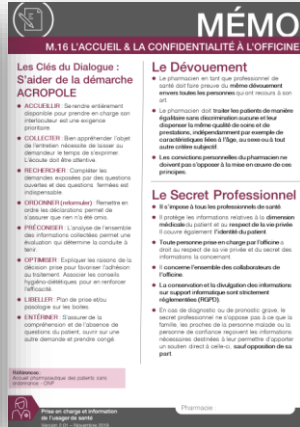 MÉMO
M.16 L'ACCUEIL & LA CONFIDENTIALITÉ À L'OFFICINE
Les Clés du Dialogue :
S'aider de la démarche
ACROPOLE
● ACCUEILLIR : Se rendre entièrement
disponible pour prendre en charge son
interlocuteur est une exigence
prioritaire.
● COLLECTER : Bien appréhender l'objet
de l'entretien nécessite de laisser au
demandeur le temps de s'exprimer.
L'écoute doit être attentive.
● RECHERCHER : Compléter les
demandes exposées par des questions
ouvertes et des questions fermées est
indispensable.
● ORDONNER (reformuler) : Remettre en
ordre les déclarations permet de
s'assurer que rien n'a été omis.
● PRÉCONISER : L'analyse de l'ensemble
des informations collectées permet une
évaluation qui détermine la conduite à
tenir.
● OPTIMISER : Expliquer les raisons de la
décision prise pour favoriser l'adhésion
au traitement. Associer les conseils
hygiéno-diététiques pour en renforcer
l'efficacité.
● LIBELLER : Plan de prise et/ou
posologie sur les boites.
● ENTÉRINER : S'assurer de la
compréhension et de l'absence de
questions du patient, ouvrir sur une
autre demande et prendre congé.
Le Dévouement
● Le pharmacien en tant que professionnel de
santé doit faire preuve du même dévouement
envers toutes les personnes qui ont recours à son
art.
● Le pharmacien doit traiter les patients de manière
égalitaire sans discrimination aucune et leur
dispenser la même qualité de soins et de
prestations, indépendamment par exemple de
caractéristiques liées à l'âge, au sexe ou à tout
autre critère subjectif.
● Les convictions personnelles du pharmacien ne
doivent pas s'opposer à la mise en œuvre de ces
principes.
Le Secret Professionnel
● Il s'impose à tous les professionnels de santé.
● Il protège les informations relatives à la dimension
médicale du patient et au respect de la vie privée.
Il couvre également l'identité du patient.
● Toute personne prise en charge par l'officine a
droit au respect de sa vie privée et du secret des
informations la concernant.
● Il concerne l'ensemble des collaborateurs de
l'officine.
● La conservation et la divulgation des informations
sur support informatique sont strictement
réglementées (RGPD).
● En cas de diagnostic ou de pronostic grave, le
secret professionnel ne s'oppose pas à ce que la
famille, les proches de la personne malade ou la
personne de confiance reçoivent les informations
nécessaires destinées à leur permettre d'apporter
un soutien direct à celle-ci, sauf opposition de sa
part.
Références:
Accueil pharmaceutique des patients sans
ordonnance - ONP
Prise en charge et information
de l'usager de santé
Pharmacie :